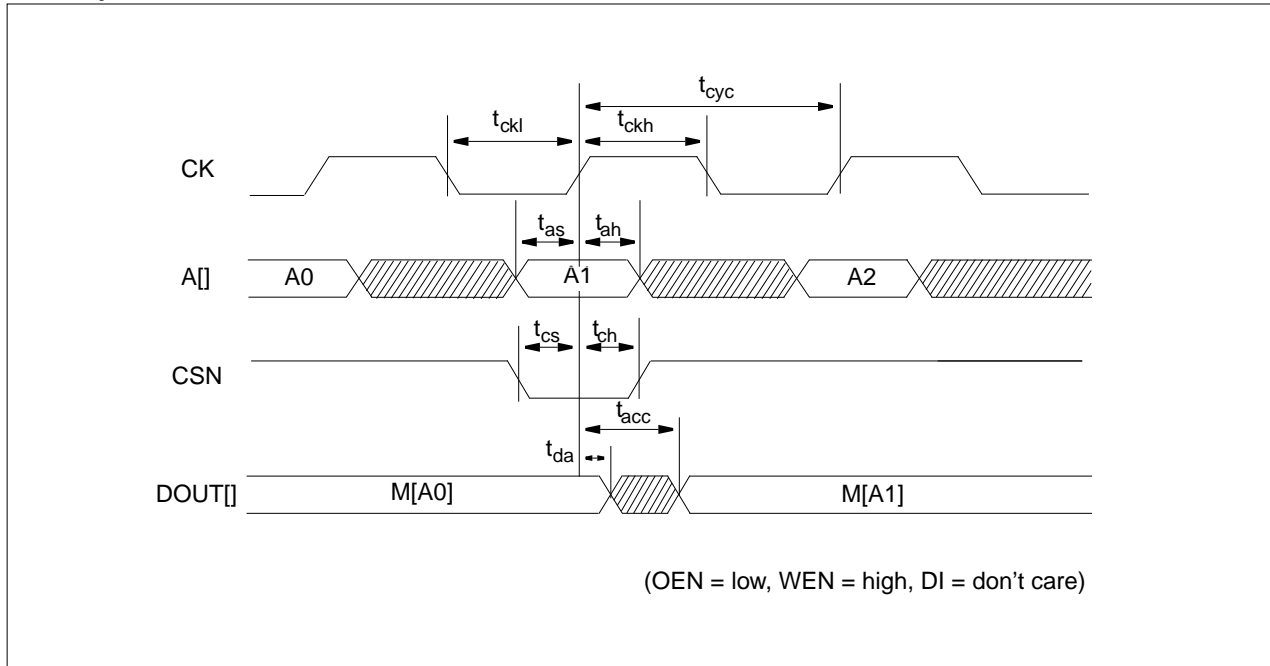 tcyc
tckl
tckh
CK
tas
tah
A[]
A0
A1
A2
tcs
tch
CSN
tacc
tda
DOUT[]
M[A0]
M[A1]
(OEN = low, WEN = high, DI = don't care)